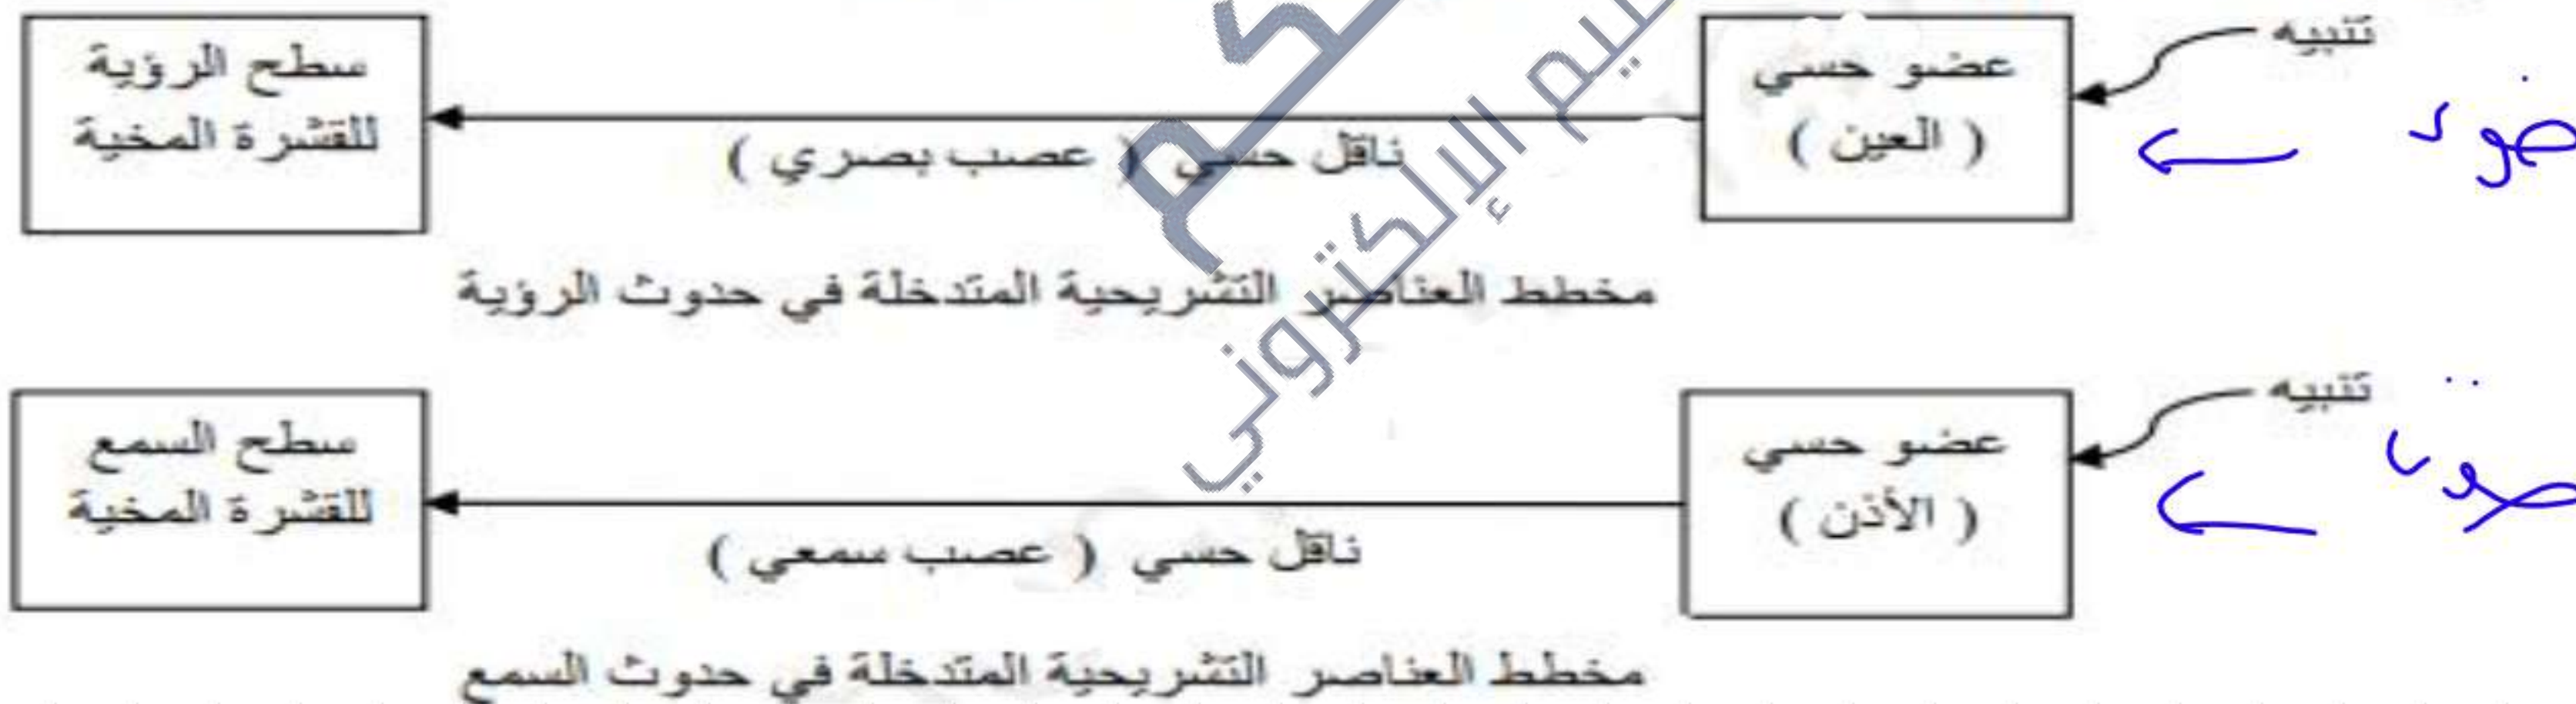 تنبيه
ضوء
عضو حسي
( العين )
ناقل حسي ( عصب بصري )
سطح الرؤية
للقشرة المخية
مخطط العناصر التشريحية المتدخلة في حدوث الرؤية
تنبيه
صوت
عضو حسي
( الأذن )
ناقل حسي ( عصب سمعي )
سطح السمع
للقشرة المخية
مخطط العناصر التشريحية المتدخلة في حدوث السمع